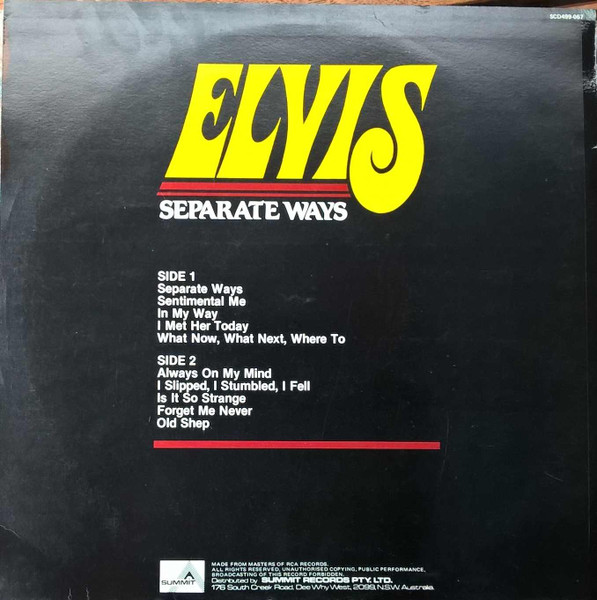 SCD489-067
ELVIS
SEPARATE WAYS
SIDE 1
Separate Ways
Sentimental Me
In My Way
I Met Her Today
What Now, What Next, Where To
SIDE 2
Always On My Mind
I Slipped, I Stumbled, I Fell
Is It So Strange
Forget Me Never
Old Shep
SUMMIT
MADE FROM MASTERS OF RCA RECORDS.
ALL RIGHTS RESERVED, UNAUTHORISED COPYING, PUBLIC PERFORMANCE,
BROADCASTING OF THIS RECORD FORBIDDEN.
Distributed by SUMMIT RECORDS PTY. LTD.
176 South Creek Road, Dee Why West, 2099, N.S.W. Australia.